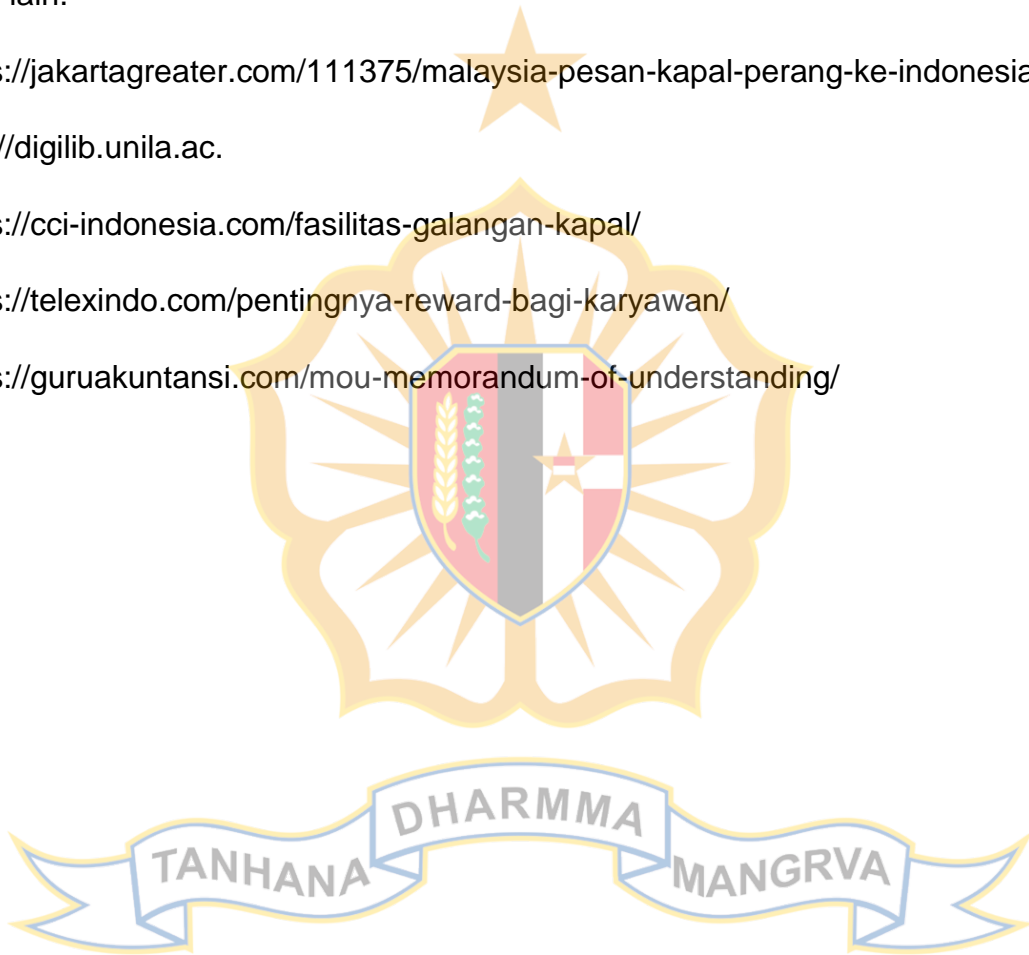 lain.
s://jakartagreater.com/111375/malaysia-pesan-kapal-perang-ke-indonesia
//digilib.unila.ac.
s://cci-indonesia.com/fasilitas-galangan-kapal/
s://telexindo.com/pentingnya-reward-bagi-karyawan/
s://guruakuntansi.com/mou-memorandum-of-understanding/
TANHANA DHARMMA MANGRVA